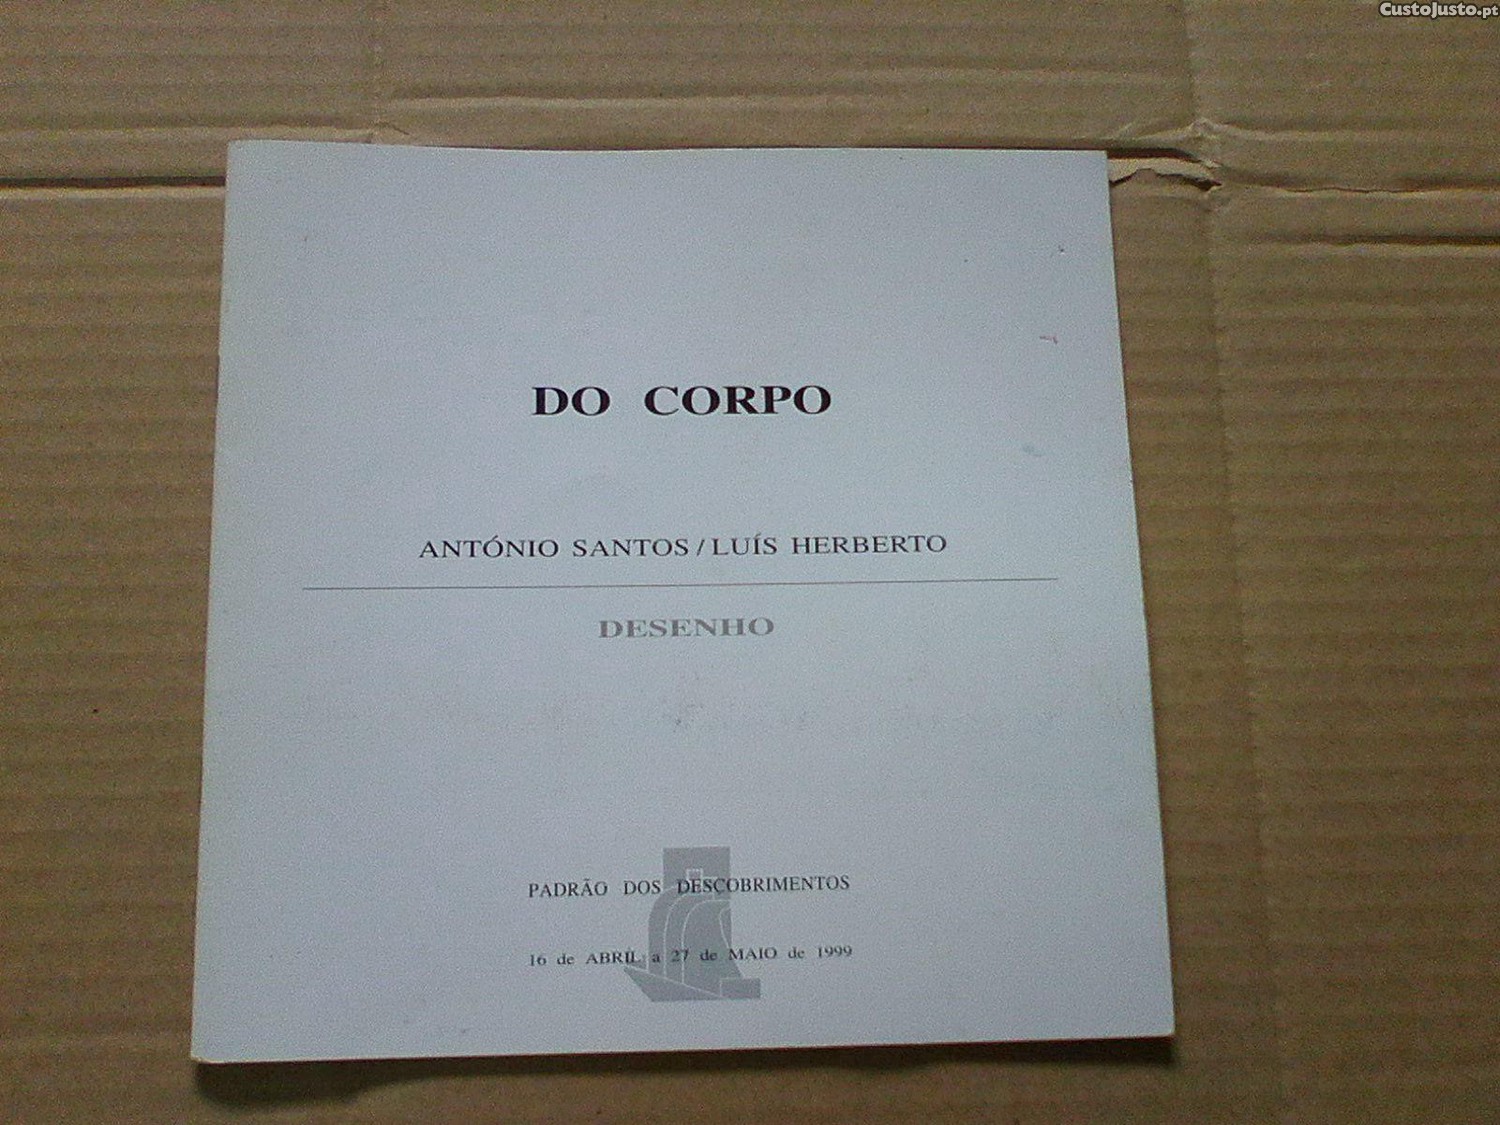 CustoJusto.pt
DO CORPO
ANTÓNIO SANTOS / LUÍS HERBERTO
DESENHO
PADRÃO DOS DESCOBRIMENTOS
16 de ABRIL a 27 de MAIO de 1999